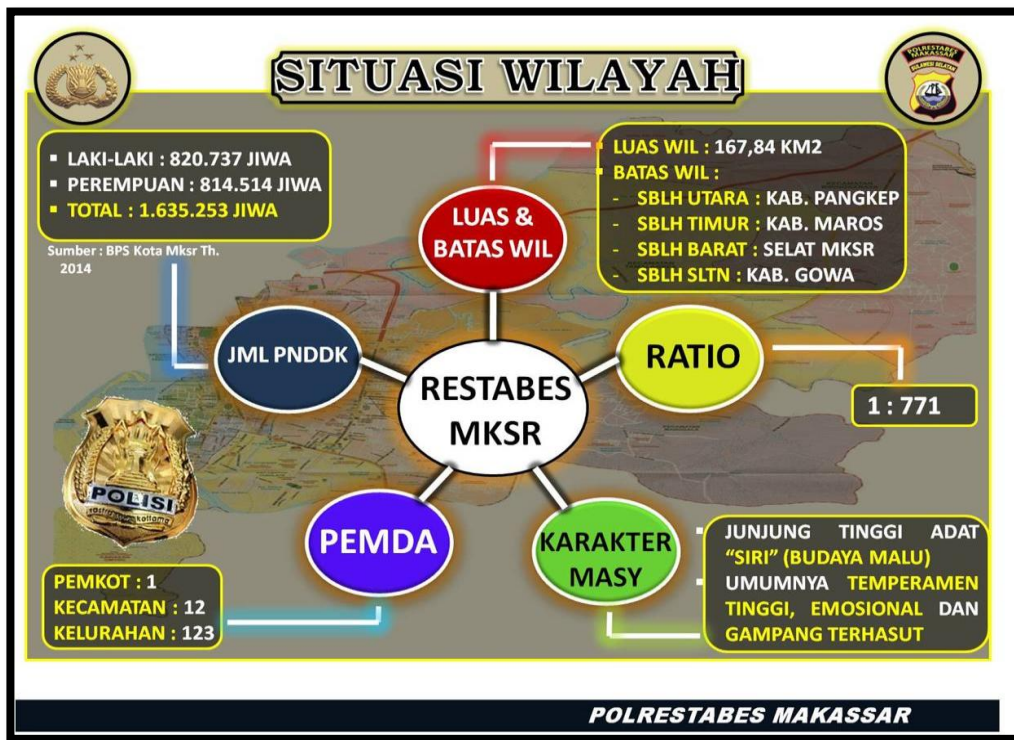 SITUASI WILAYAH
POLRESTABES
MAKASSAR
SULAWESI SELATAN
▪ LAKI-LAKI : 820.737 JIWA
▪ PEREMPUAN : 814.514 JIWA
▪ TOTAL : 1.635.253 JIWA
Sumber : BPS Kota Mksr Th.
2014
LUAS &
BATAS WIL
▪ LUAS WIL : 167,84 KM2
▪ BATAS WIL :
- SBLH UTARA : KAB. PANGKEP
- SBLH TIMUR : KAB. MAROS
- SBLH BARAT : SELAT MKSR
- SBLH SLTN : KAB. GOWA
JML PNDDK
RESTABES
MKSR
RATIO
1 : 771
POLISI
PEMDA
PEMKOT : 1
KECAMATAN : 12
KELURAHAN : 123
KARAKTER
MASY
▪ JUNJUNG TINGGI ADAT
“SIRI” (BUDAYA MALU)
▪ UMUMNYA TEMPERAMEN
TINGGI, EMOSIONAL DAN
GAMPANG TERHASUT
POLRESTABES MAKASSAR